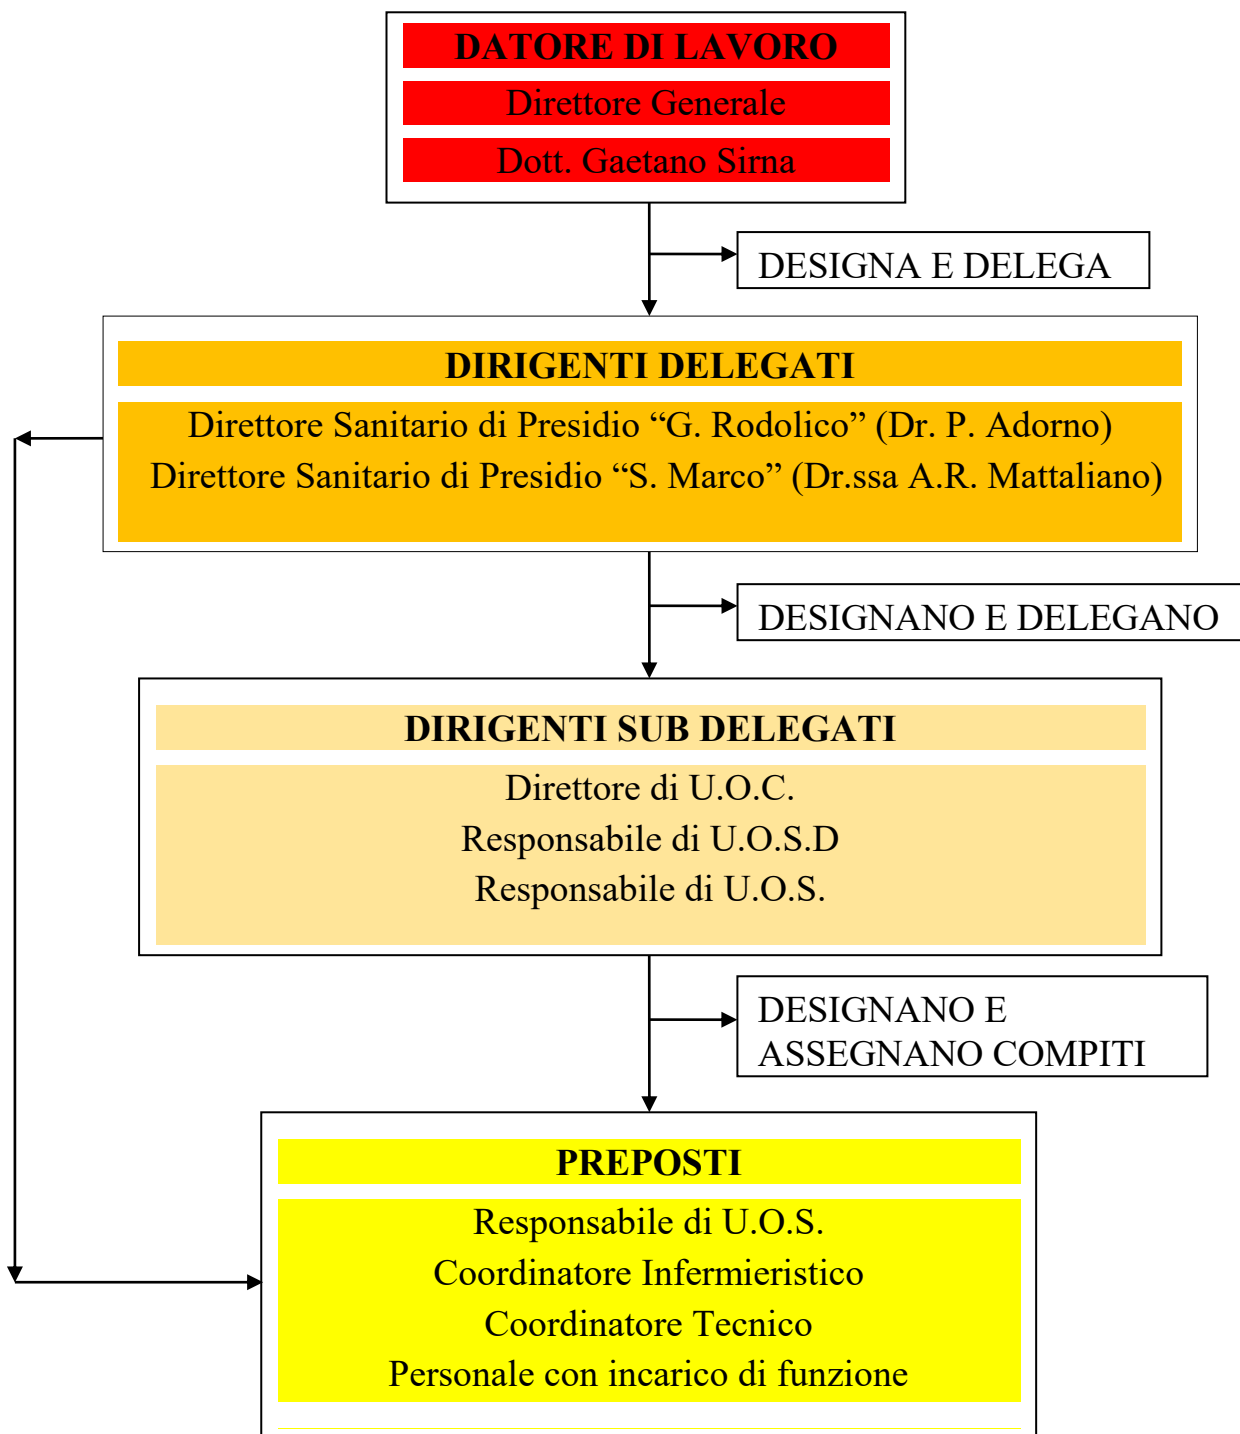 DATORE DI LAVORO
Direttore Generale
Dott. Gaetano Sirna
DESIGNA E DELEGA
DIRIGENTI DELEGATI
Direttore Sanitario di Presidio “G. Rodolico” (Dr. P. Adorno)
Direttore Sanitario di Presidio “S. Marco” (Dr.ssa A.R. Mattaliano)
DESIGNANO E DELEGANO
DIRIGENTI SUB DELEGATI
Direttore di U.O.C.
Responsabile di U.O.S.D
Responsabile di U.O.S.
DESIGNANO E
ASSEGNANO COMPITI
PREPOSTI
Responsabile di U.O.S.
Coordinatore Infermieristico
Coordinatore Tecnico
Personale con incarico di funzione